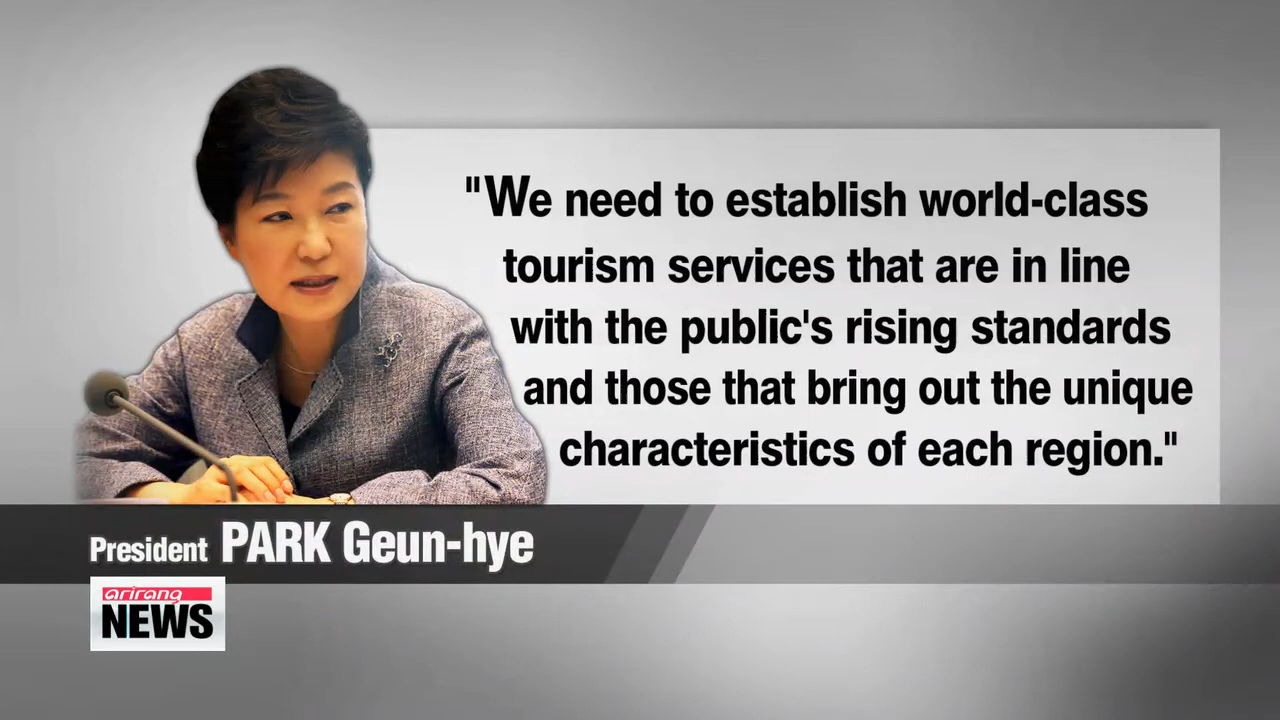 "We need to establish world-class
tourism services that are in line
with the public's rising standards
and those that bring out the unique
characteristics of each region."
President PARK Geun-hye
arirang
NEWS